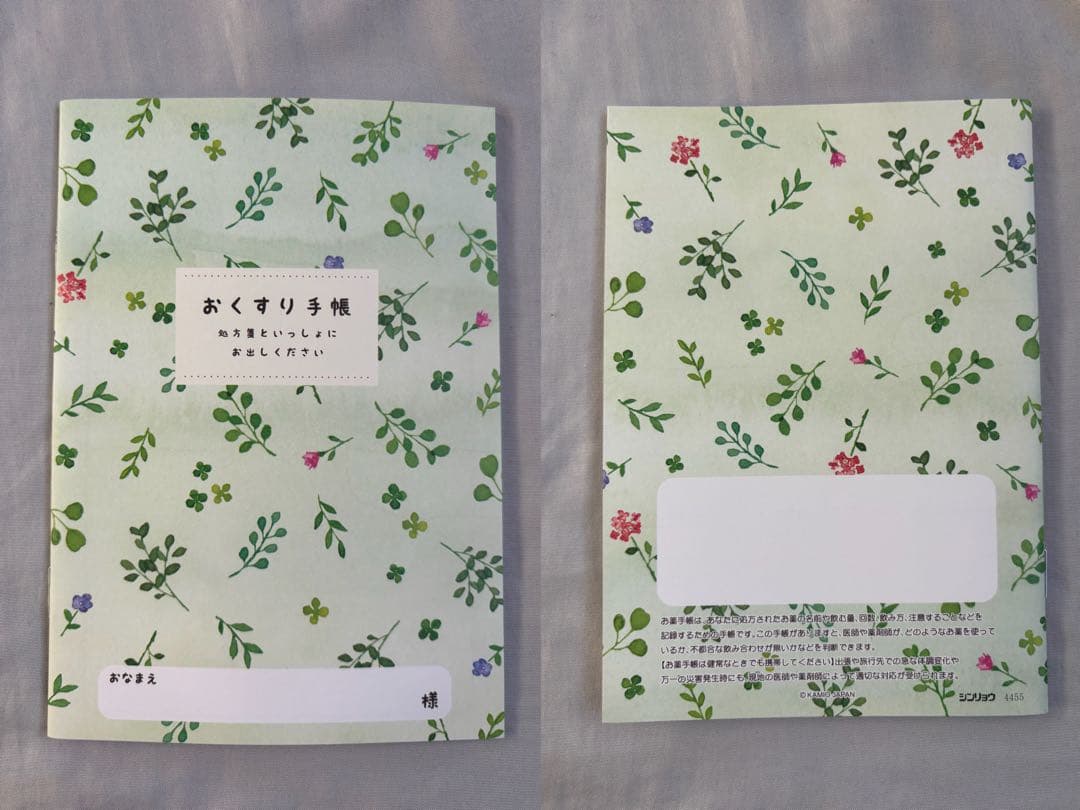 おくすり手帳
処方箋といっしょに
お出しください
おなまえ
様
お薬手帳は、あなたに処方されたお薬の名前や飲む量、回数、飲み方、注意することなどを
記録するための手帳です。この手帳がありますと、医師や薬剤師が、どのようなお薬を使って
いるか、不都合な飲み合わせが無いかなどを判断できます。
【お薬手帳は健常なときでも携帯してください】出張や旅行先での急な体調変化や
万一の災害発生時にも、現地の医師や薬剤師によって適切な対応が受けられます。
© KAMIO JAPAN
シンリョウ 4455